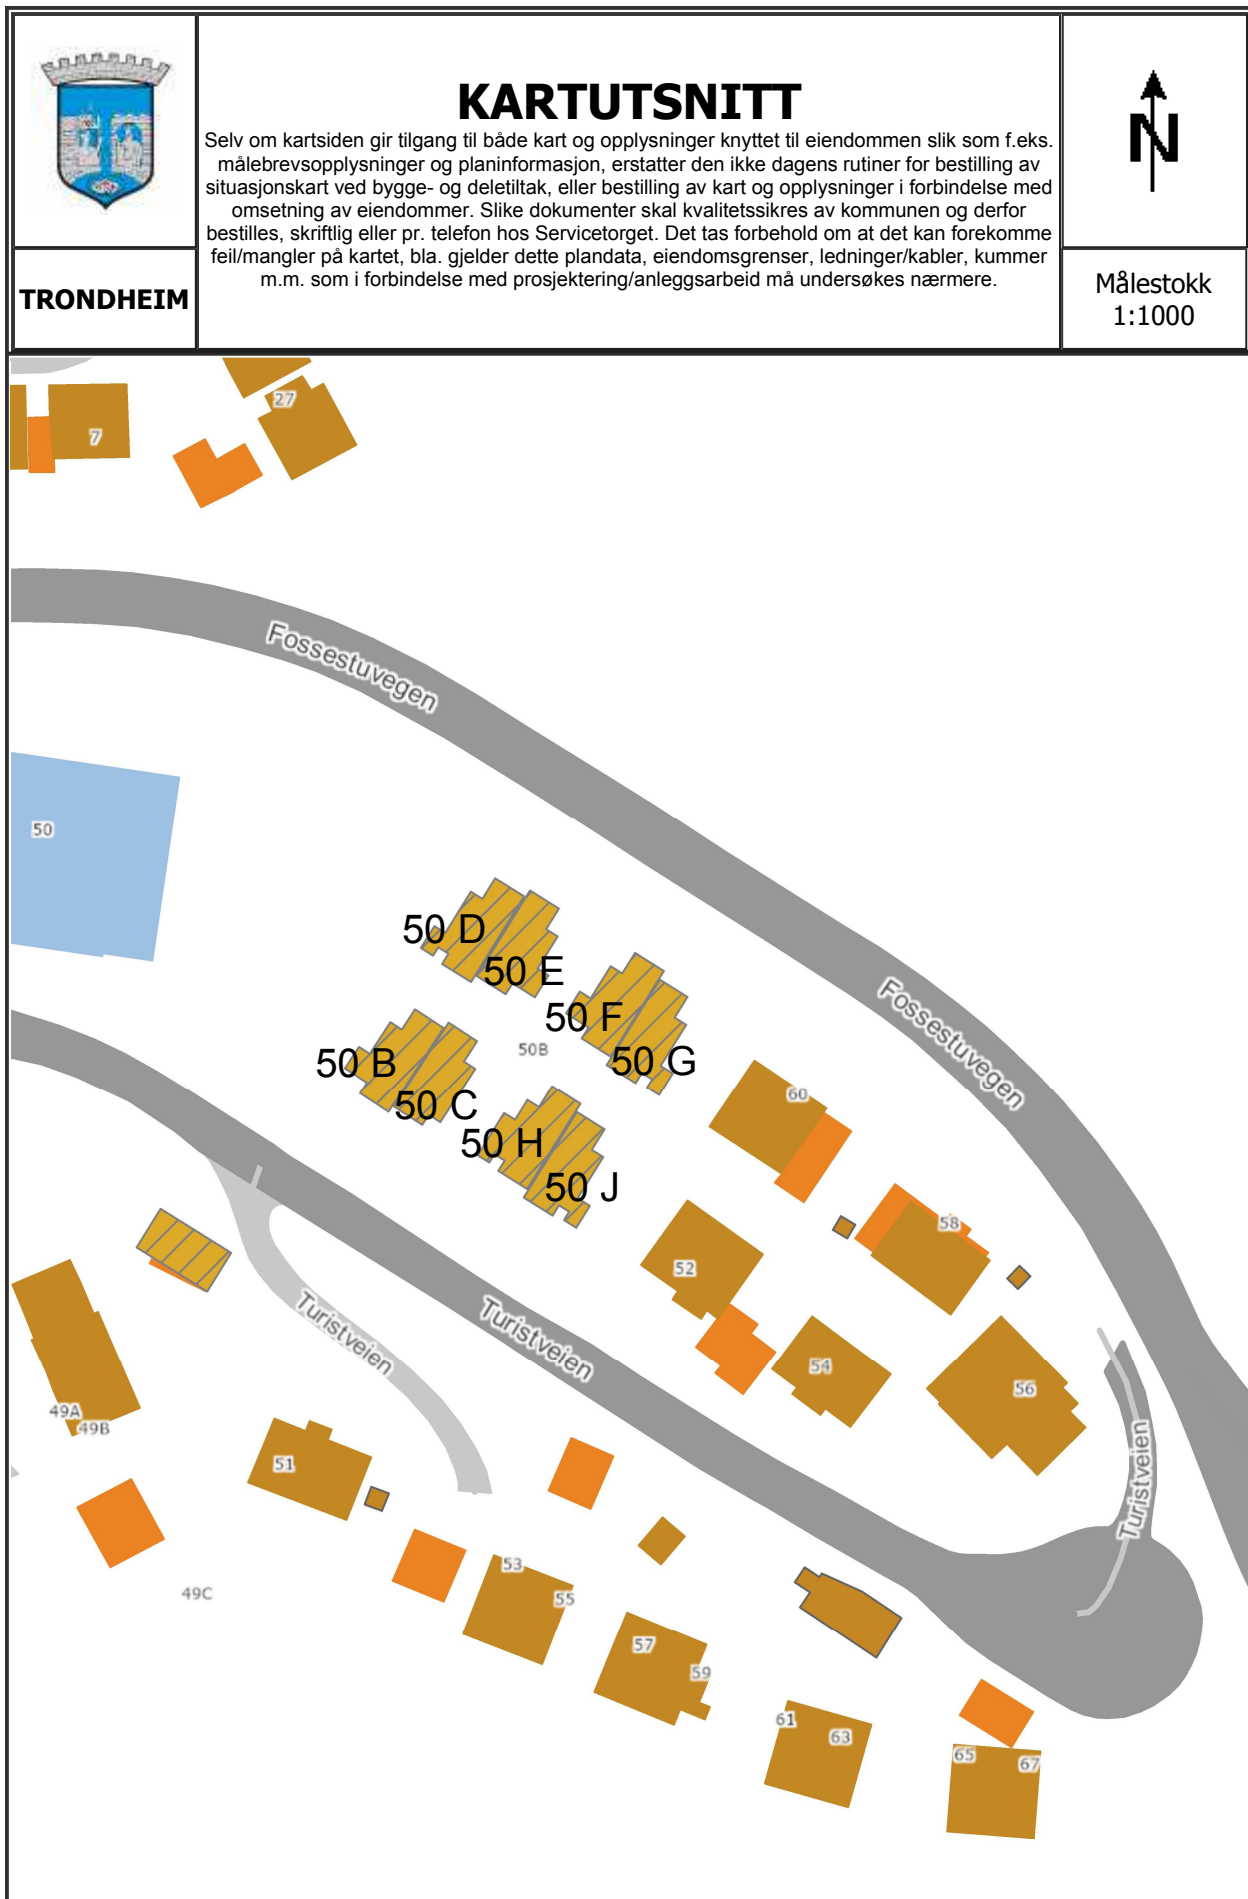 KARTUTSNITT
Selv om kartsiden gir tilgang til både kart og opplysninger knyttet til eiendommen slik som f.eks.
målebrevsopplysninger og planinformasjon, erstatter den ikke dagens rutiner for bestilling av
situasjonskart ved bygge- og deletiltak, eller bestilling av kart og opplysninger i forbindelse med
omsetning av eiendommer. Slike dokumenter skal kvalitetssikres av kommunen og derfor
bestilles, skriftlig eller pr. telefon hos Servicetorget. Det tas forbehold om at det kan forekomme
feil/mangler på kartet, bla. gjelder dette plandata, eiendomsgrenser, ledninger/kabler, kummer
m.m. som i forbindelse med prosjektering/anleggsarbeid må undersøkes nærmere.
TRONDHEIM
N
Målestokk
1:1000
27
7
Fossestuvegen
50
50 D
50 E
50 F
50 G
50B
50 B
50 C
50 H
50 J
Fossestuvegen
60
58
52
54
56
Turistveien
Turistveien
Turistveien
49A
49B
51
49C
53
55
57
59
61
63
65
67